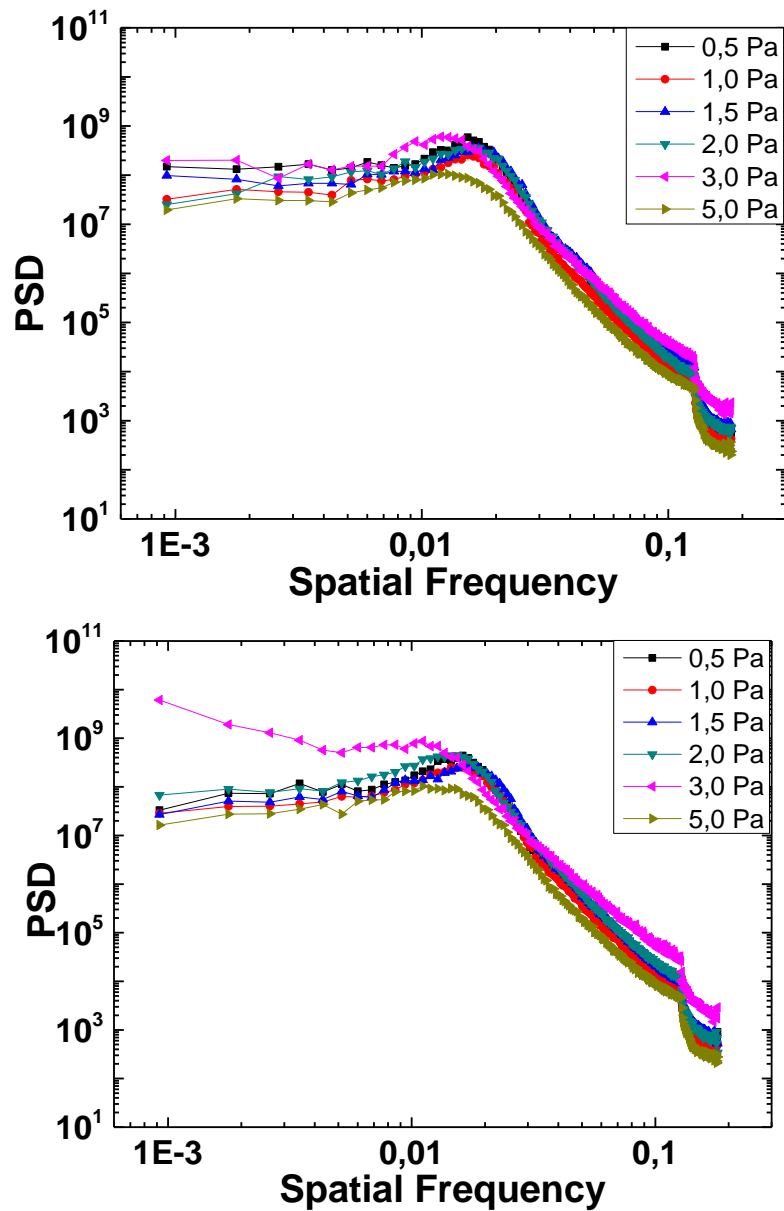 10^11
10^9
10^7
10^5
10^3
10^1
PSD
0,5 Pa
1,0 Pa
1,5 Pa
2,0 Pa
3,0 Pa
5,0 Pa
1E-3 0,01 0,1
Spatial Frequency
10^11
10^9
10^7
10^5
10^3
10^1
PSD
0,5 Pa
1,0 Pa
1,5 Pa
2,0 Pa
3,0 Pa
5,0 Pa
1E-3 0,01 0,1
Spatial Frequency